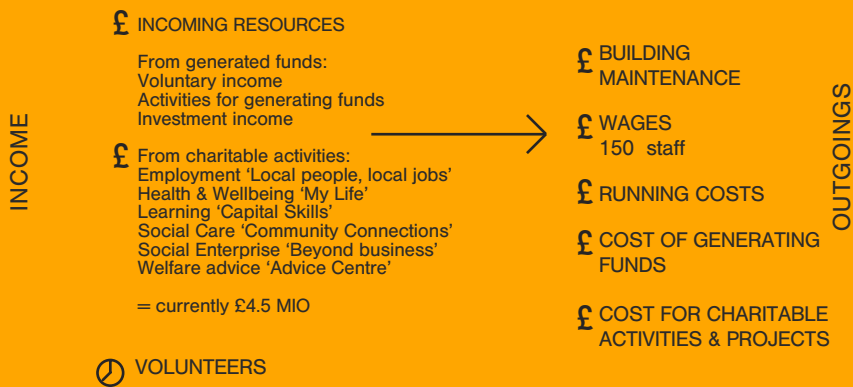 INCOME
£ INCOMING RESOURCES
From generated funds:
Voluntary income
Activities for generating funds
Investment income
£ From charitable activities:
Employment ‘Local people, local jobs’
Health & Wellbeing ‘My Life’
Learning ‘Capital Skills’
Social Care ‘Community Connections’
Social Enterprise ‘Beyond business’
Welfare advice ‘Advice Centre’
= currently £4.5 MIO
VOLUNTEERS
£ BUILDING
MAINTENANCE
£ WAGES
150 staff
£ RUNNING COSTS
£ COST OF GENERATING
FUNDS
£ COST FOR CHARITABLE
ACTIVITIES & PROJECTS
OUTGOINGS